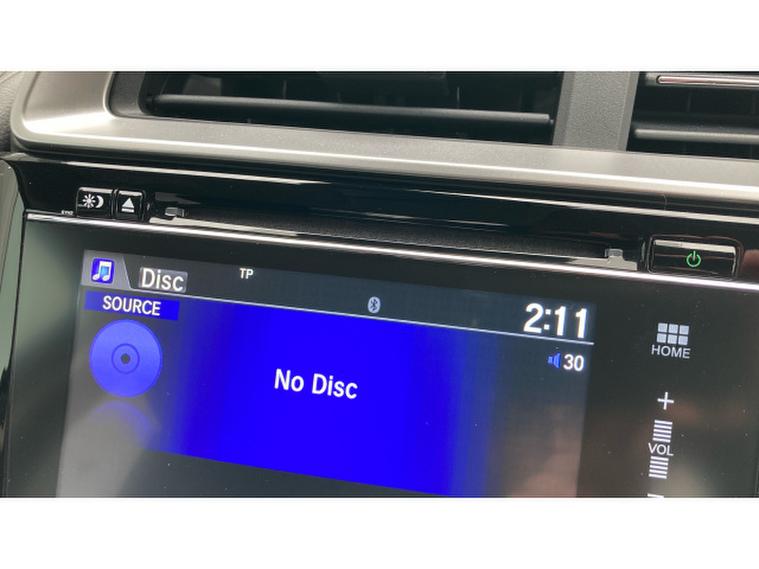 Disc
TP
2:11
SOURCE
30
No Disc
HOME
+
VOL